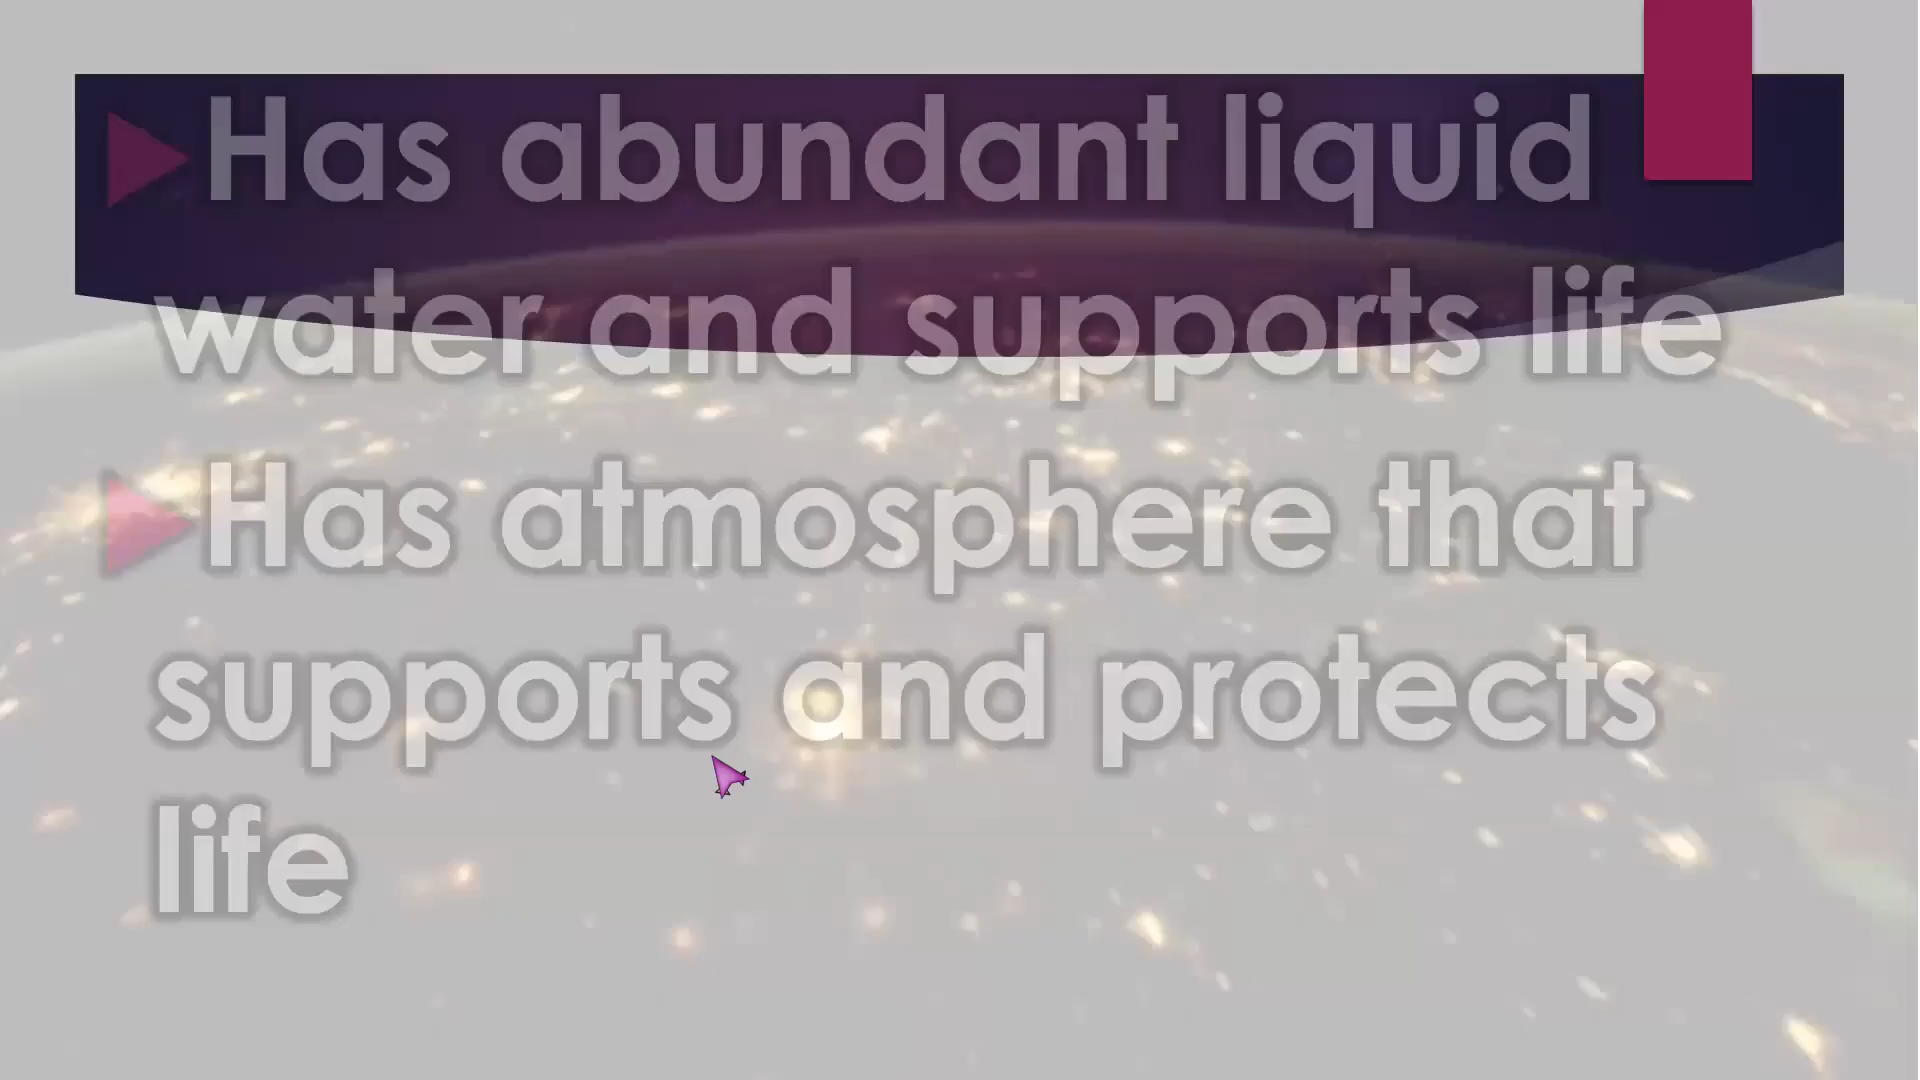 Has abundant liquid
water and supports life
Has atmosphere that
supports and protects
life